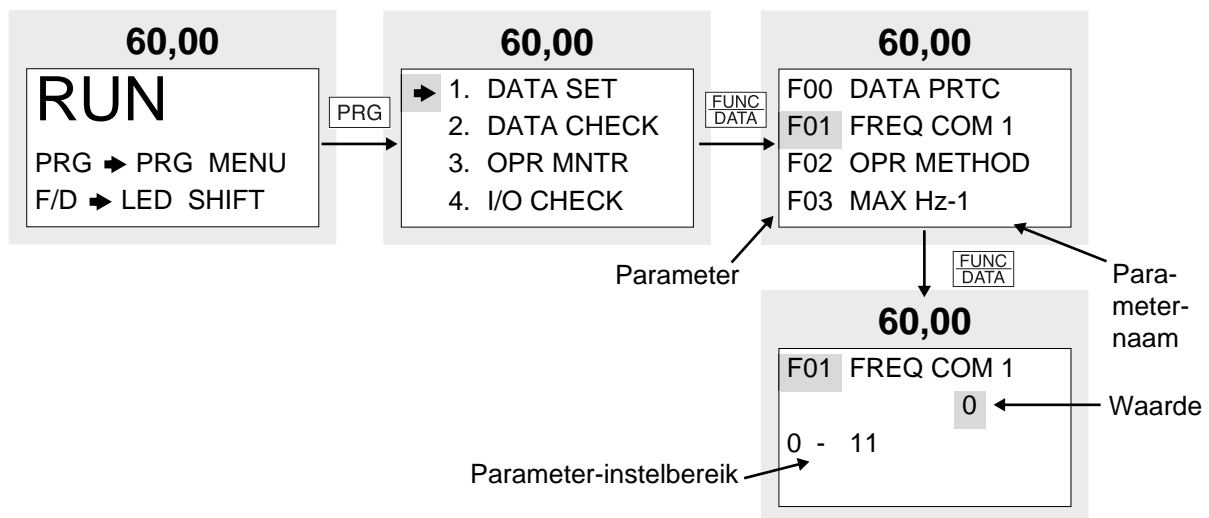 60,00
RUN
PRG ➡ PRG MENU
F/D ➡ LED SHIFT
PRG
60,00
➡ 1. DATA SET
2. DATA CHECK
3. OPR MNTR
4. I/O CHECK
FUNC
DATA
60,00
F00 DATA PRTC
F01 FREQ COM 1
F02 OPR METHOD
F03 MAX Hz-1
Parameter
FUNC
DATA
Para-
meter-
naam
60,00
F01 FREQ COM 1
0
Waarde
0 - 11
Parameter-instelbereik